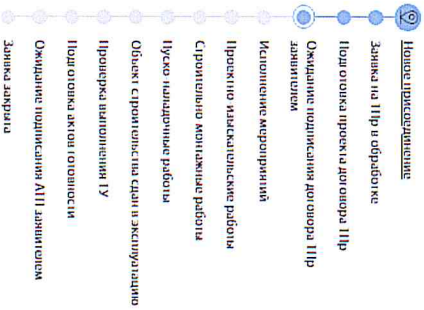 Новое присоединение
Заявка на ТПр в обработке
Подготовка проекта договора ТПр
Ожидание подписания договора ТПр
заявителем
Исполнение мероприятий
Проектно изыскательские работы
Строительно монтажные работы
Пуско-наладочные работы
Объект строительства сдан в эксплуатацию
Проверка выполнения ТУ
Подготовка актов готовности
Ожидание подписания АТП заявителем
Заявка закрыта